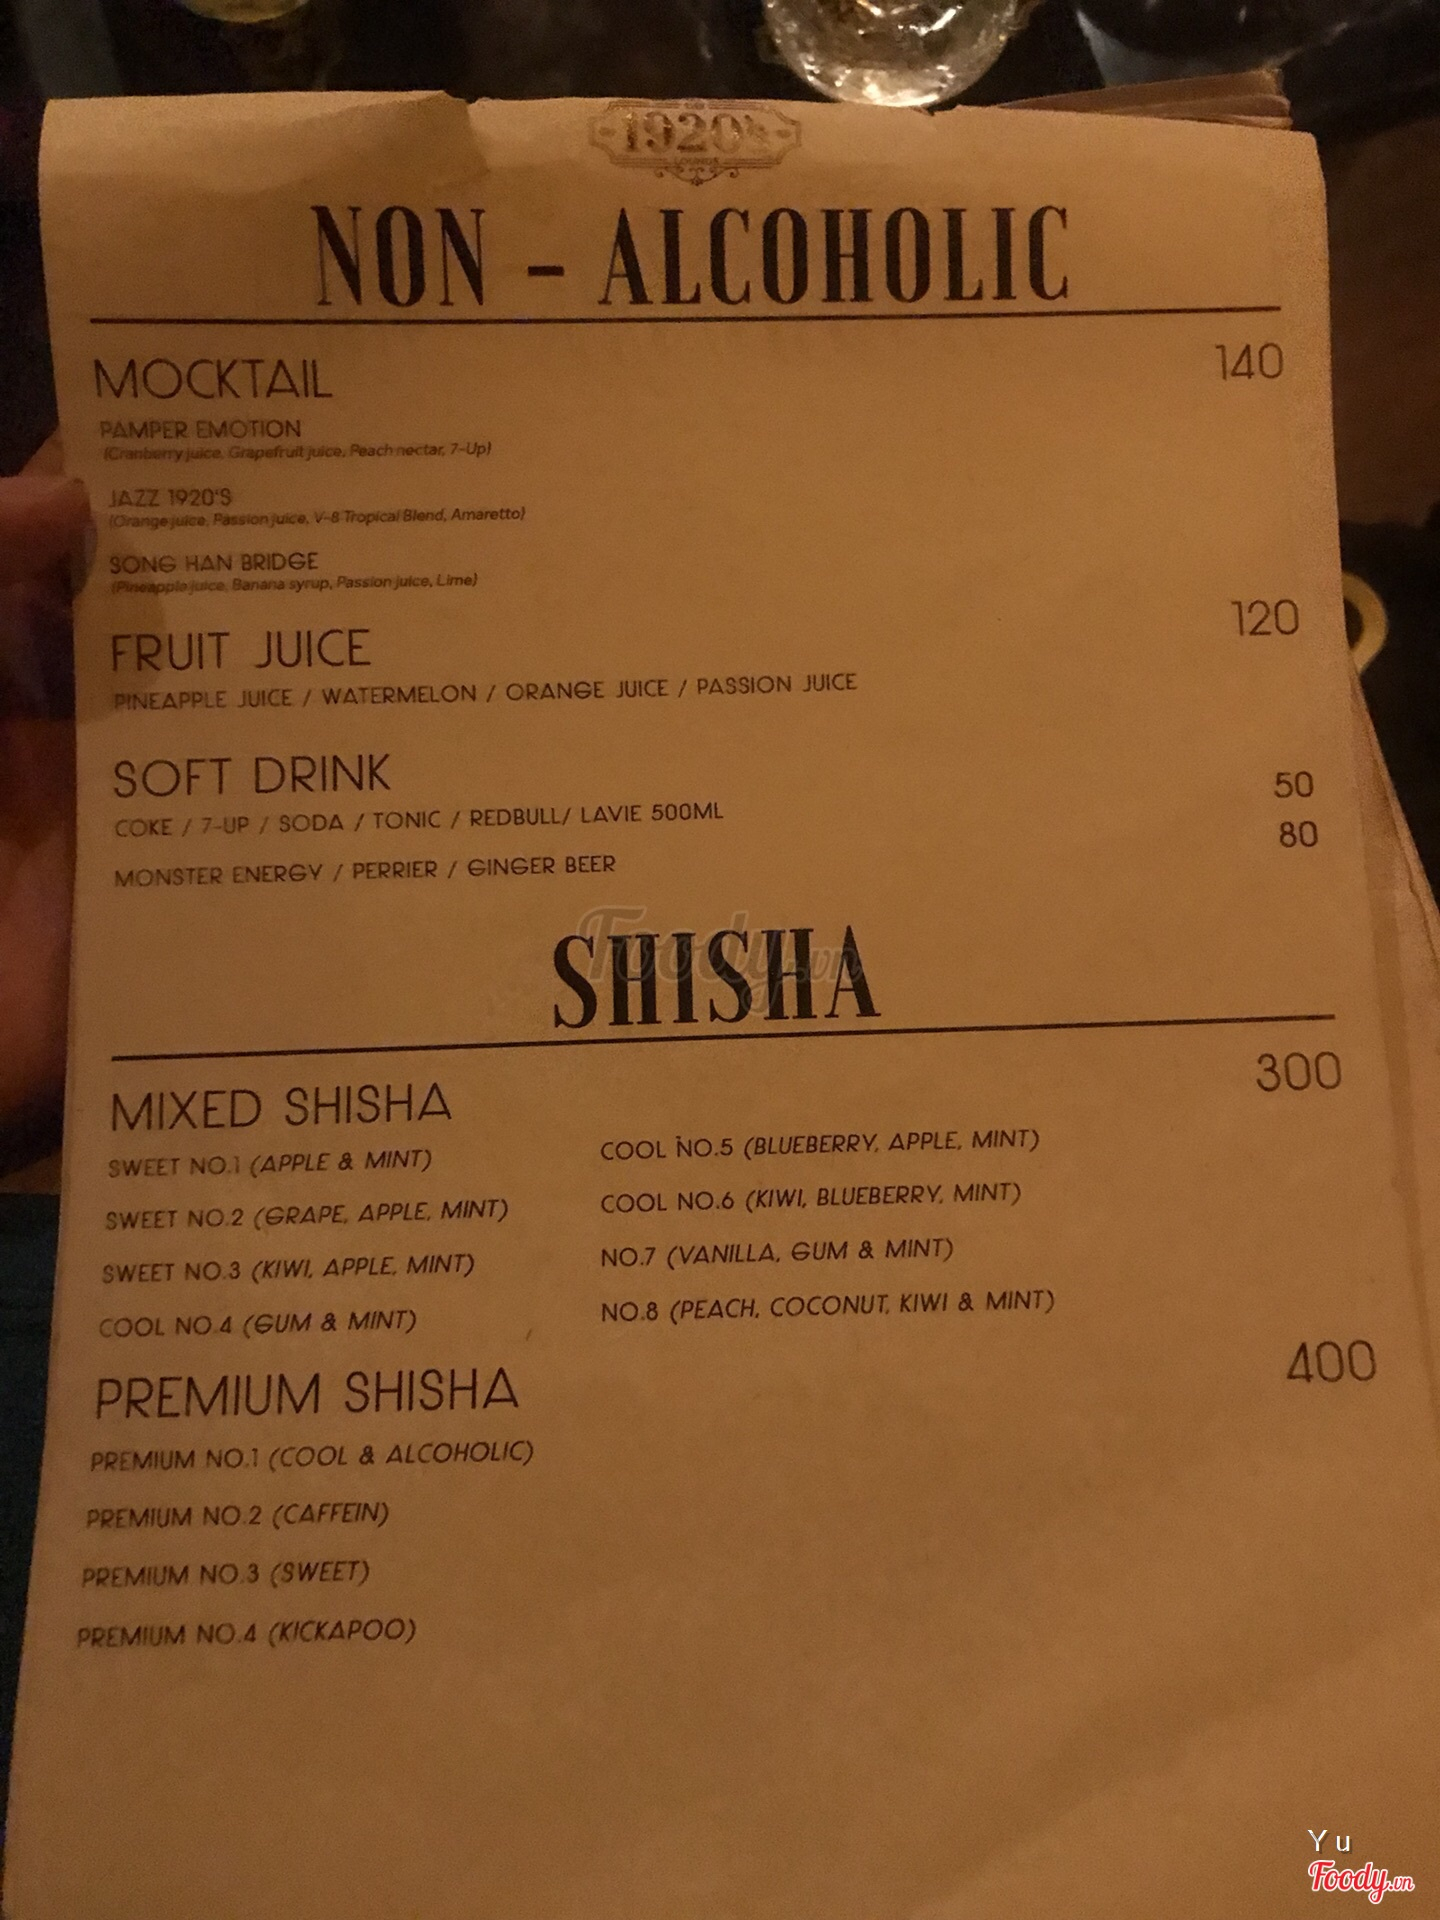 1920's
LOUNGE
NON - ALCOHOLIC
MOCKTAIL 140
PAMPER EMOTION
(Cranberry juice, Grapefruit juice, Peach nectar, 7-Up)
JAZZ 1920'S
(Orange juice, Passion juice, V-8 Tropical Blend, Amaretto)
SONG HAN BRIDGE
(Pineapple juice, Banana syrup, Passion juice, Lime)
FRUIT JUICE 120
PINEAPPLE JUICE / WATERMELON / ORANGE JUICE / PASSION JUICE
SOFT DRINK
COKE / 7-UP / SODA / TONIC / REDBULL/ LAVIE 500ML 50
MONSTER ENERGY / PERRIER / GINGER BEER 80
Foody.vn
SHISHA
MIXED SHISHA 300
SWEET NO.1 (APPLE & MINT)
SWEET NO.2 (GRAPE, APPLE, MINT)
SWEET NO.3 (KIWI, APPLE, MINT)
COOL NO.4 (GUM & MINT)
COOL NO.5 (BLUEBERRY, APPLE, MINT)
COOL NO.6 (KIWI, BLUEBERRY, MINT)
NO.7 (VANILLA, GUM & MINT)
NO.8 (PEACH, COCONUT, KIWI & MINT)
PREMIUM SHISHA 400
PREMIUM NO.1 (COOL & ALCOHOLIC)
PREMIUM NO.2 (CAFFEIN)
PREMIUM NO.3 (SWEET)
PREMIUM NO.4 (KICKAPOO)
Y u
Foody.vn